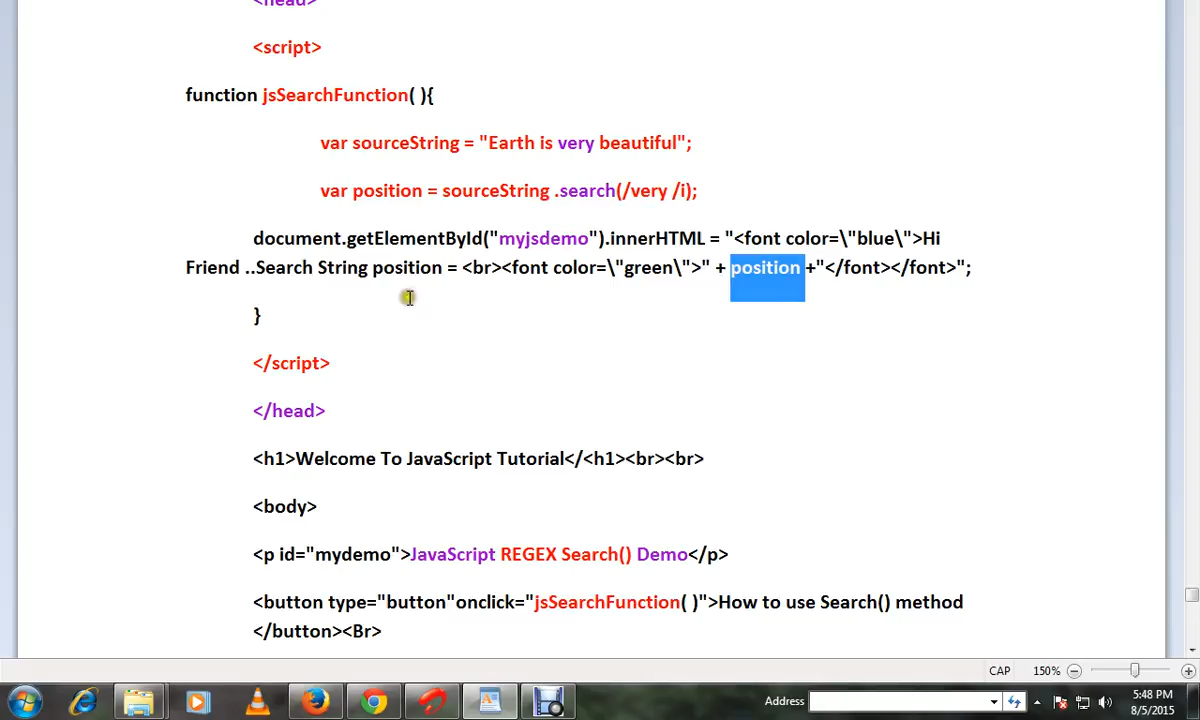 <head>
<script>
function jsSearchFunction( ){
var sourceString = "Earth is very beautiful";
var position = sourceString .search(/very /i);
document.getElementById("myjsdemo").innerHTML = "<font color=\"blue\">Hi
Friend ..Search String position = <br><font color=\"green\">" + position +"</font></font>";
}
</script>
</head>
<h1>Welcome To JavaScript Tutorial</<h1><br><br>
<body>
<p id="mydemo">JavaScript REGEX Search() Demo</p>
<button type="button"onclick="jsSearchFunction( )">How to use Search() method
</button><Br>
CAP 150%
Address
5:48 PM
8/5/2015